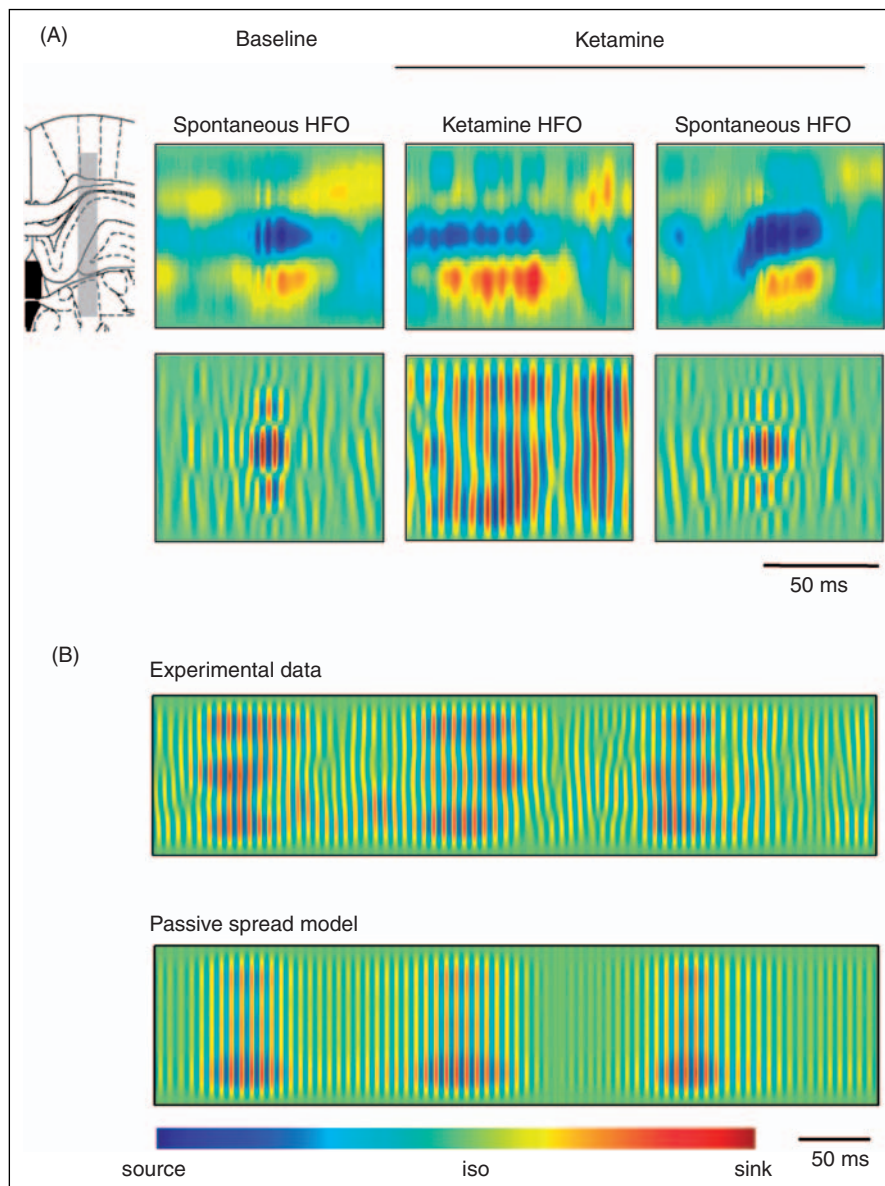 (A)
Baseline
Ketamine
Spontaneous HFO
Ketamine HFO
Spontaneous HFO
50 ms
(B)
Experimental data
Passive spread model
source
iso
sink
50 ms